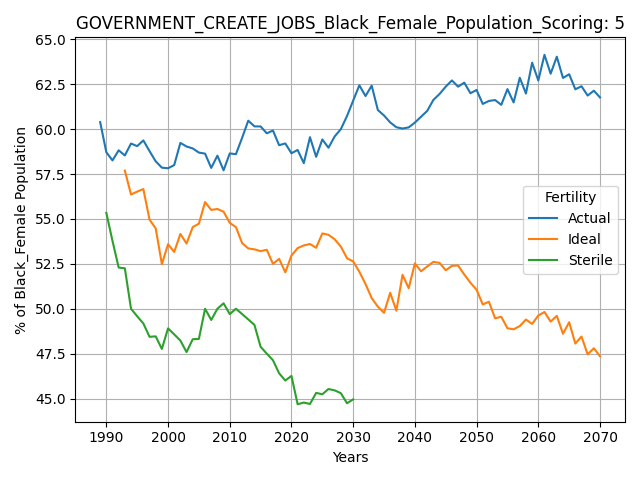 GOVERNMENT_CREATE_JOBS_Black_Female_Population_Scoring: 5
65.0
62.5
60.0
57.5
55.0
52.5
50.0
47.5
45.0
% of Black_Female Population
Fertility
Actual
Ideal
Sterile
1990 2000 2010 2020 2030 2040 2050 2060 2070
Years